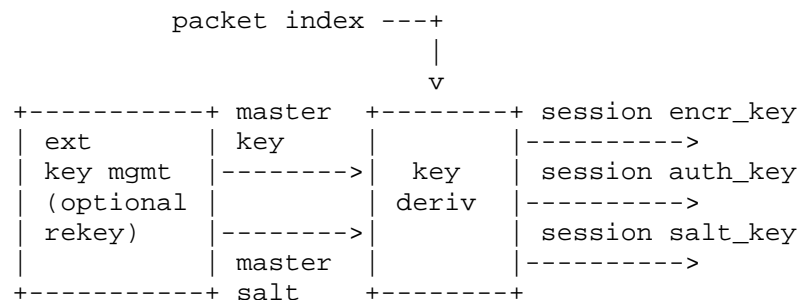 packet index ---+
|
v
+-----------+ master +--------+ session encr_key
| ext | key | |---------->
| key mgmt |-------->| key | session auth_key
| (optional | | deriv |---------->
| rekey) |-------->| | session salt_key
| | master | |---------->
+-----------+ salt +--------+